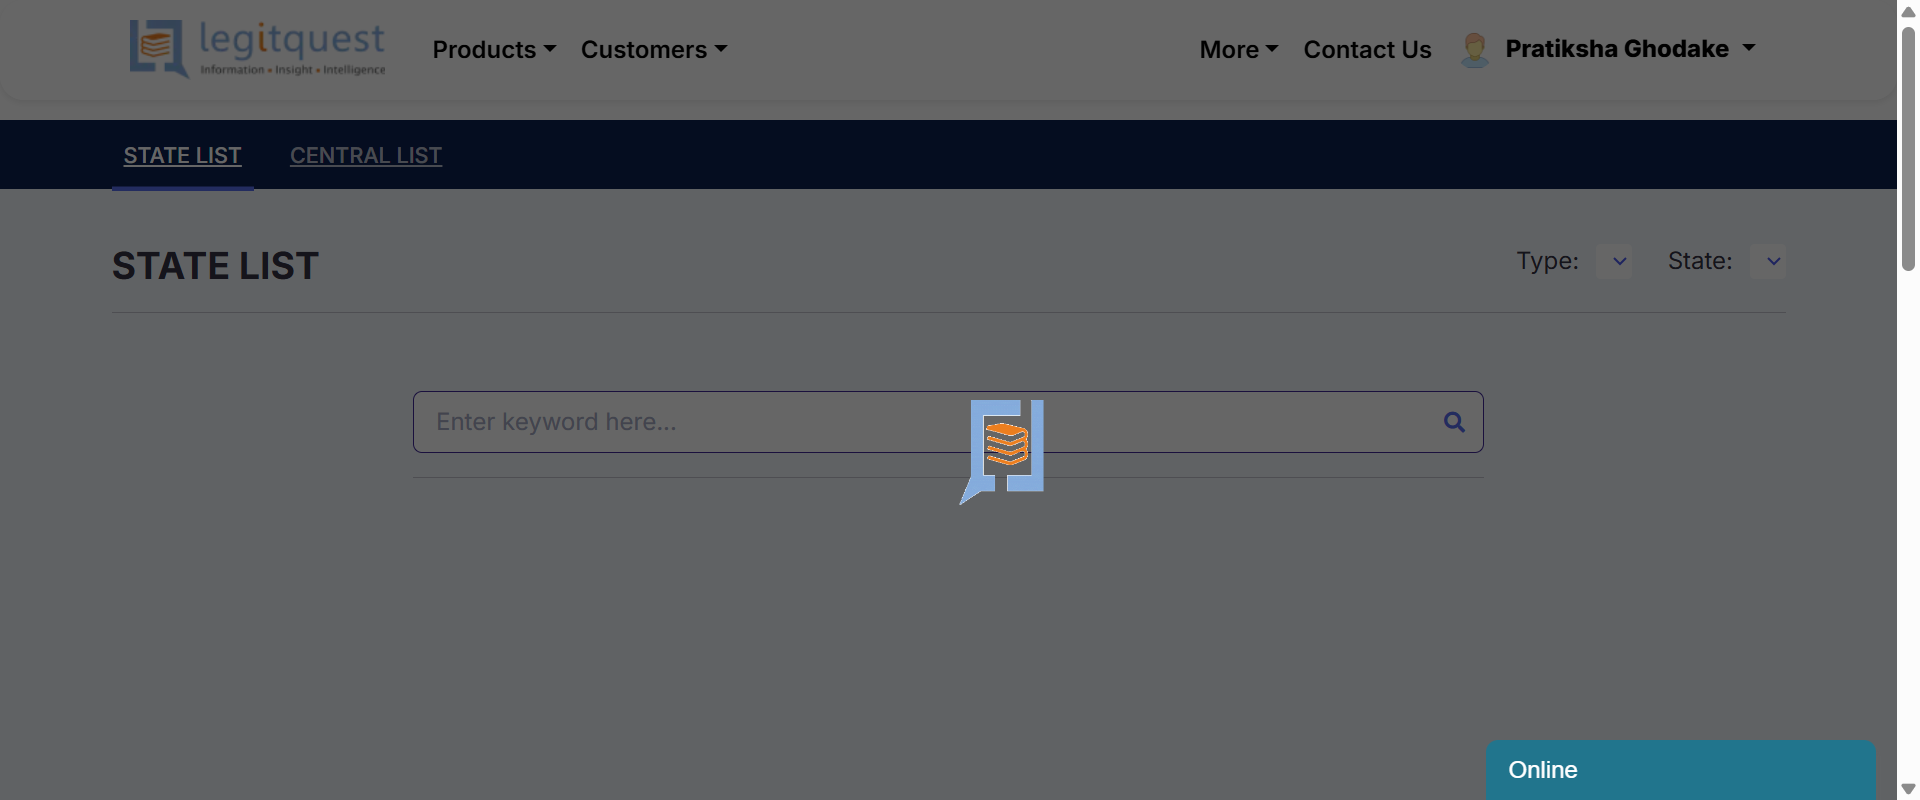 legitquest
Information • Insight • Intelligence
Products
Customers
More
Contact Us
Pratiksha Ghodake
STATE LIST
CENTRAL LIST
STATE LIST
Type:
State:
Enter keyword here...
Online